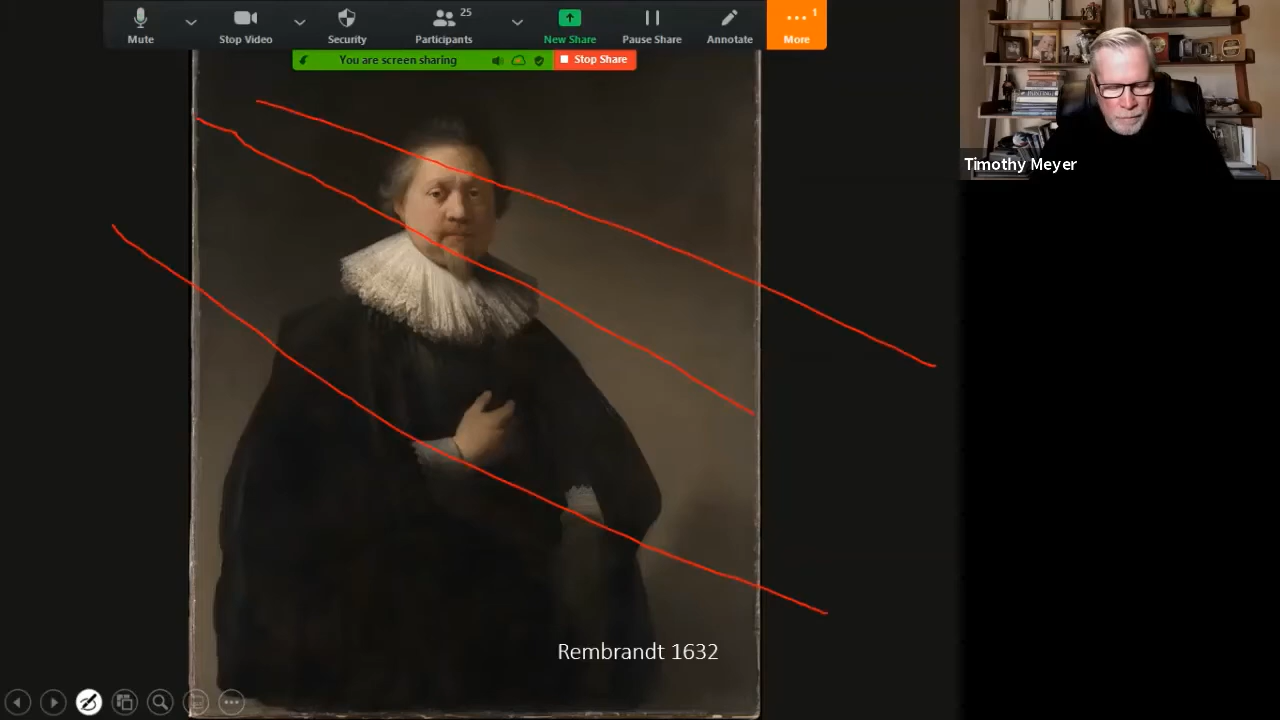 25
1
Mute
Stop Video
Security
Participants
New Share
Pause Share
Annotate
More
You are screen sharing
Stop Share
Timothy Meyer
Rembrandt 1632